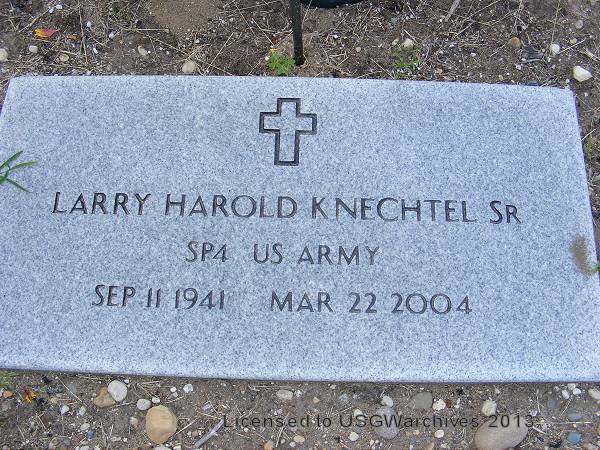 LARRY HAROLD KNECHTEL SR
SP4 US ARMY
SEP 11 1941 MAR 22 2004
Licensed to USGWarchives 2013